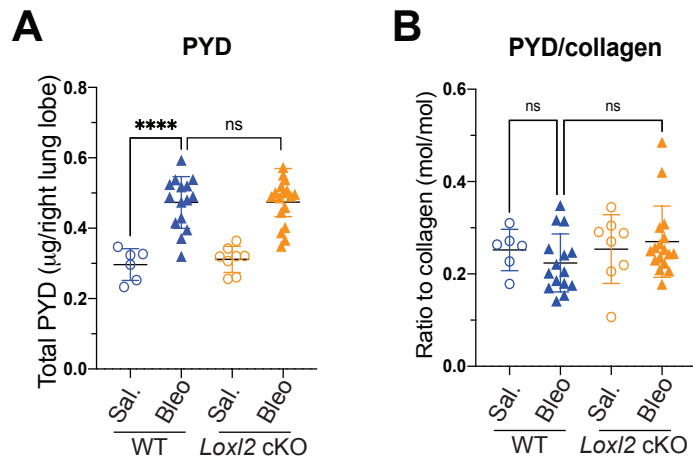 A
PYD
Total PYD (μg/right lung lobe)
0.8
0.6
0.4
0.2
0.0
****
ns
Sal.
Bleo
Sal.
Bleo
WT
Loxl2 cKO
B
PYD/collagen
Ratio to collagen (mol/mol)
0.6
0.4
0.2
0.0
ns
ns
Sal.
Bleo
Sal.
Bleo
WT
Loxl2 cKO